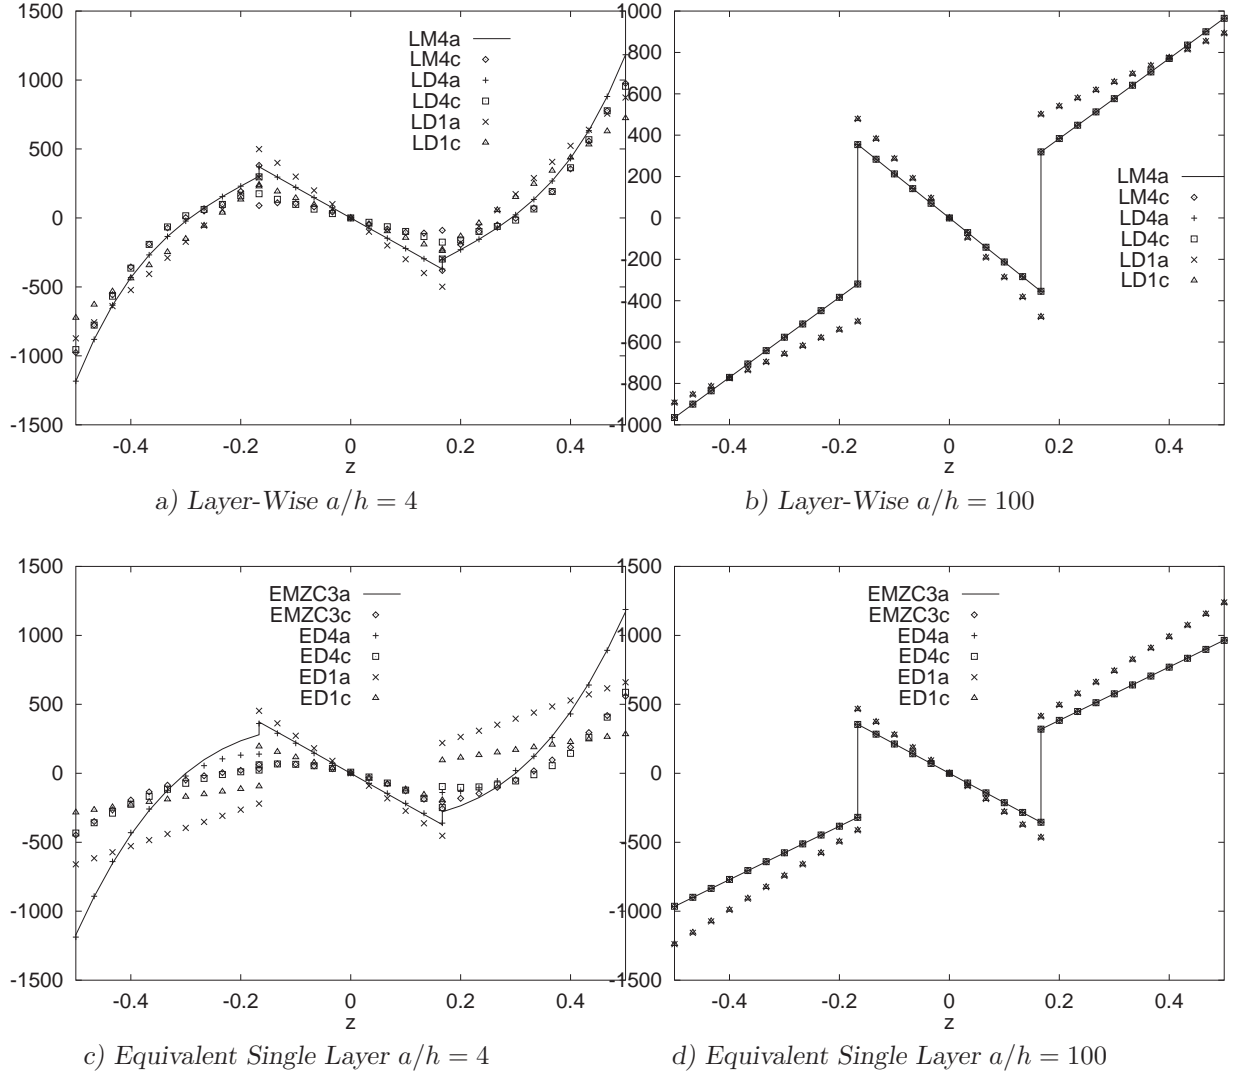 1500
1000
500
0
-500
-1000
-1500
LM4a
LM4c
LD4a
LD4c
LD1a
LD1c
-0.4 -0.2 0 0.2 0.4
z
a) Layer-Wise a/h = 4
1000
800
600
400
200
0
-200
-400
-600
-800
-1000
LM4a
LM4c
LD4a
LD4c
LD1a
LD1c
-0.4 -0.2 0 0.2 0.4
z
b) Layer-Wise a/h = 100
1500
1000
500
0
-500
-1000
-1500
EMZC3a
EMZC3c
ED4a
ED4c
ED1a
ED1c
-0.4 -0.2 0 0.2 0.4
z
c) Equivalent Single Layer a/h = 4
1500
1000
500
0
-500
-1000
-1500
EMZC3a
EMZC3c
ED4a
ED4c
ED1a
ED1c
-0.4 -0.2 0 0.2 0.4
z
d) Equivalent Single Layer a/h = 100